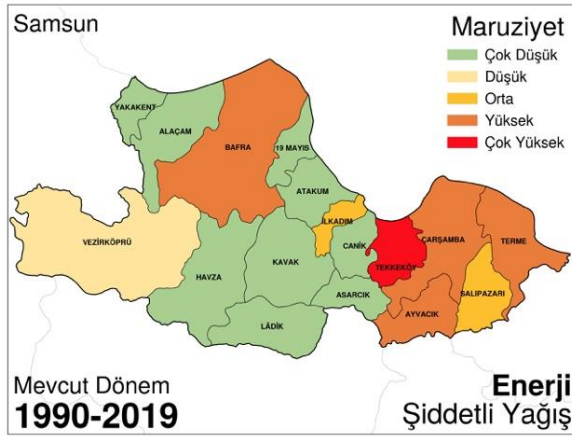 Samsun
Maruziyet
Çok Düşük
Düşük
Orta
Yüksek
Çok Yüksek
YAKAKENT
ALAÇAM
BAFRA
19 MAYIS
ATAKUM
İLKADIM
VEZİRKÖPRÜ
HAVZA
KAVAK
CANİK
TEKKEKÖY
ÇARŞAMBA
TERME
ASARCIK
SALIPAZARI
AYVACIK
LÂDİK
Mevcut Dönem
1990-2019
Enerji
Şiddetli Yağış